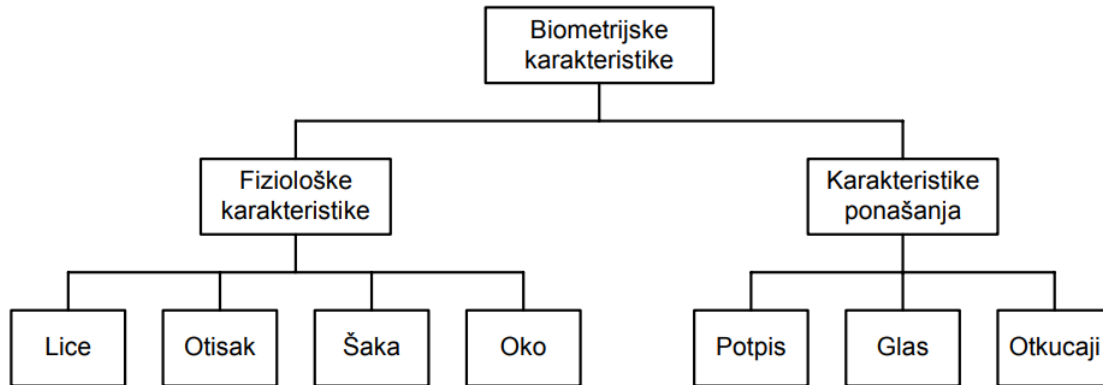 Biometrijske
karakteristike
Fiziološke
karakteristike
Karakteristike
ponašanja
Lice
Otisak
Šaka
Oko
Potpis
Glas
Otkucaji